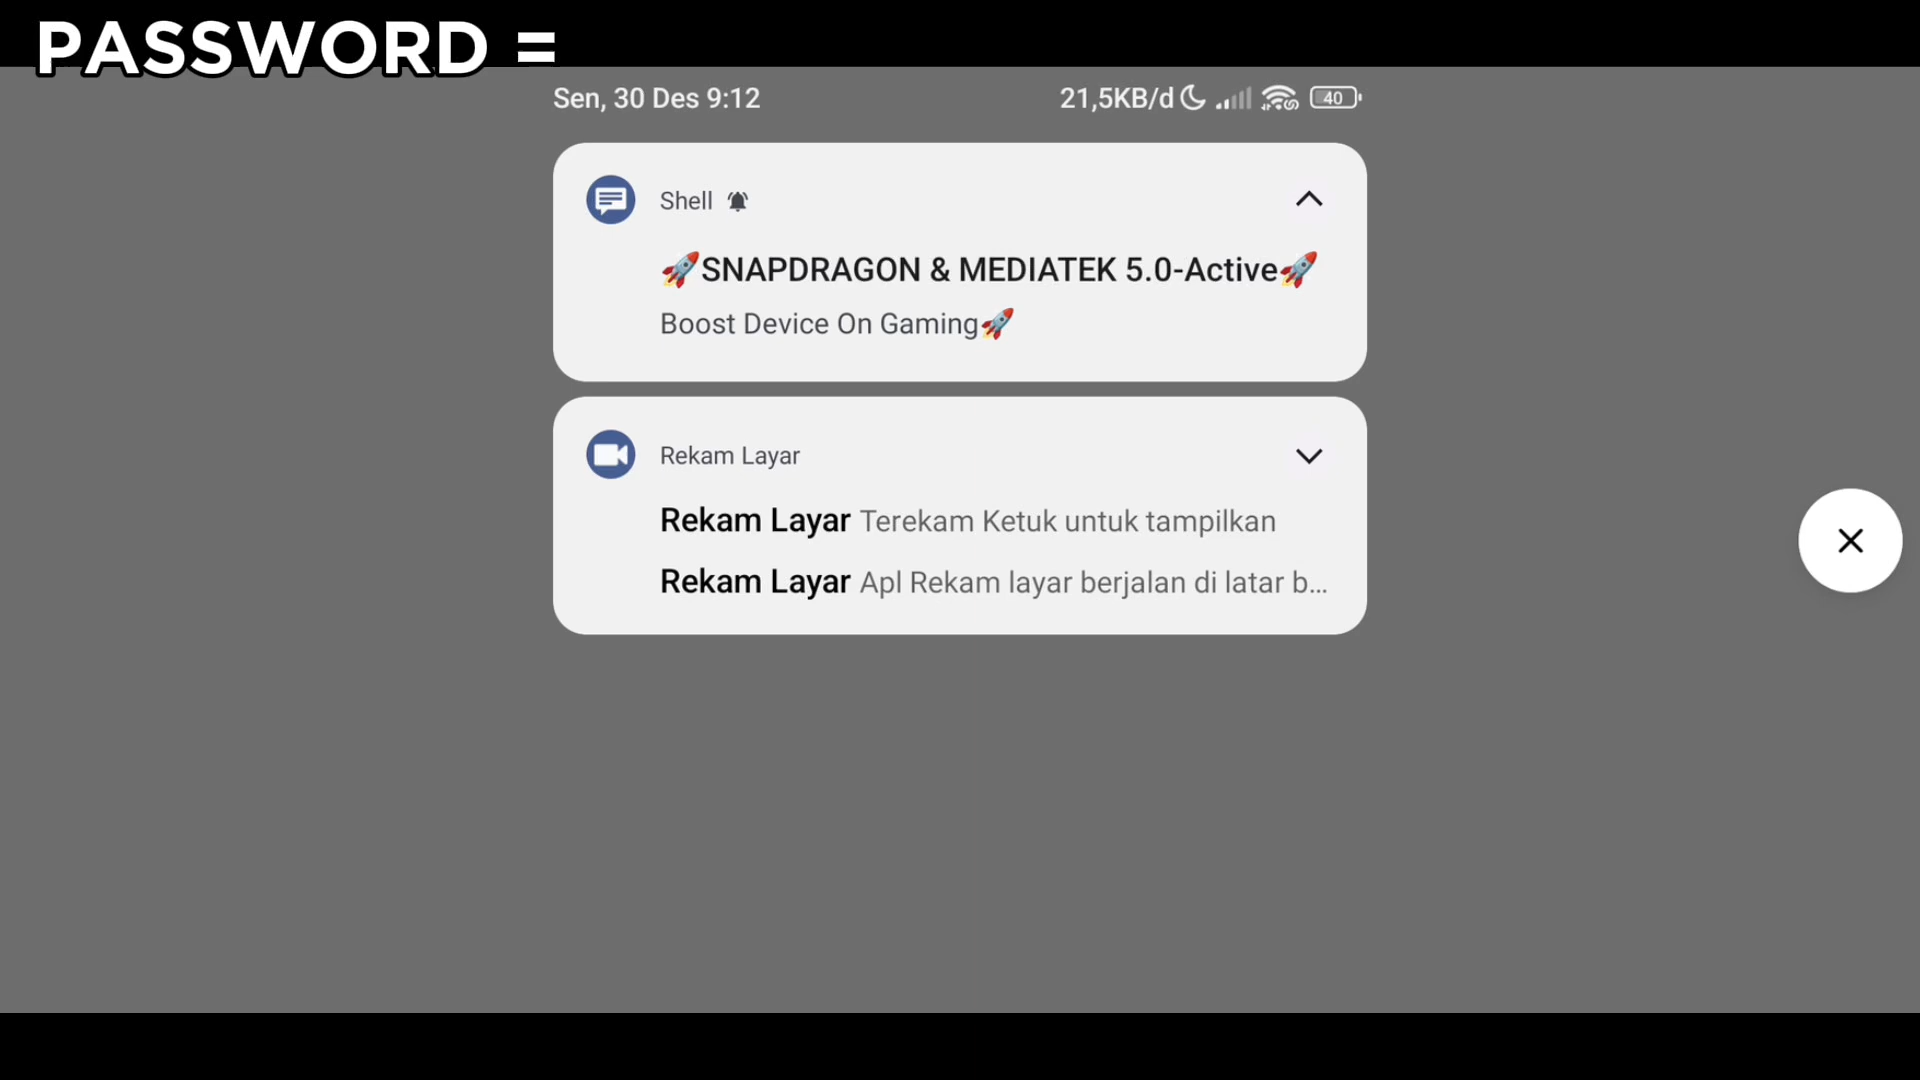 PASSWORD =
Sen, 30 Des 9:12 21,5KB/d 40
Shell
🚀SNAPDRAGON & MEDIATEK 5.0-Active🚀
Boost Device On Gaming🚀
Rekam Layar
Rekam Layar Terekam Ketuk untuk tampilkan
Rekam Layar Apl Rekam layar berjalan di latar b...